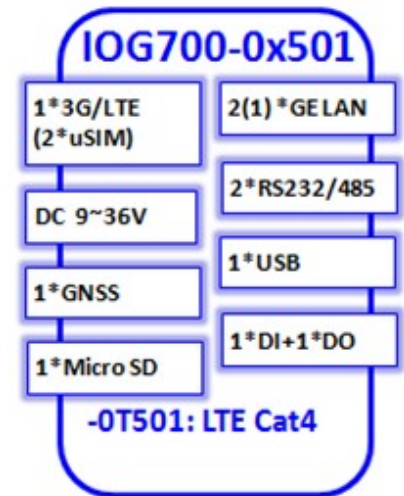 IOG700-0x501
1*3G/LTE
(2*uSIM)
DC 9~36V
1*GNSS
1*Micro SD
2(1)*GE LAN
2*RS232/485
1*USB
1*DI+1*DO
-0T501: LTE Cat4